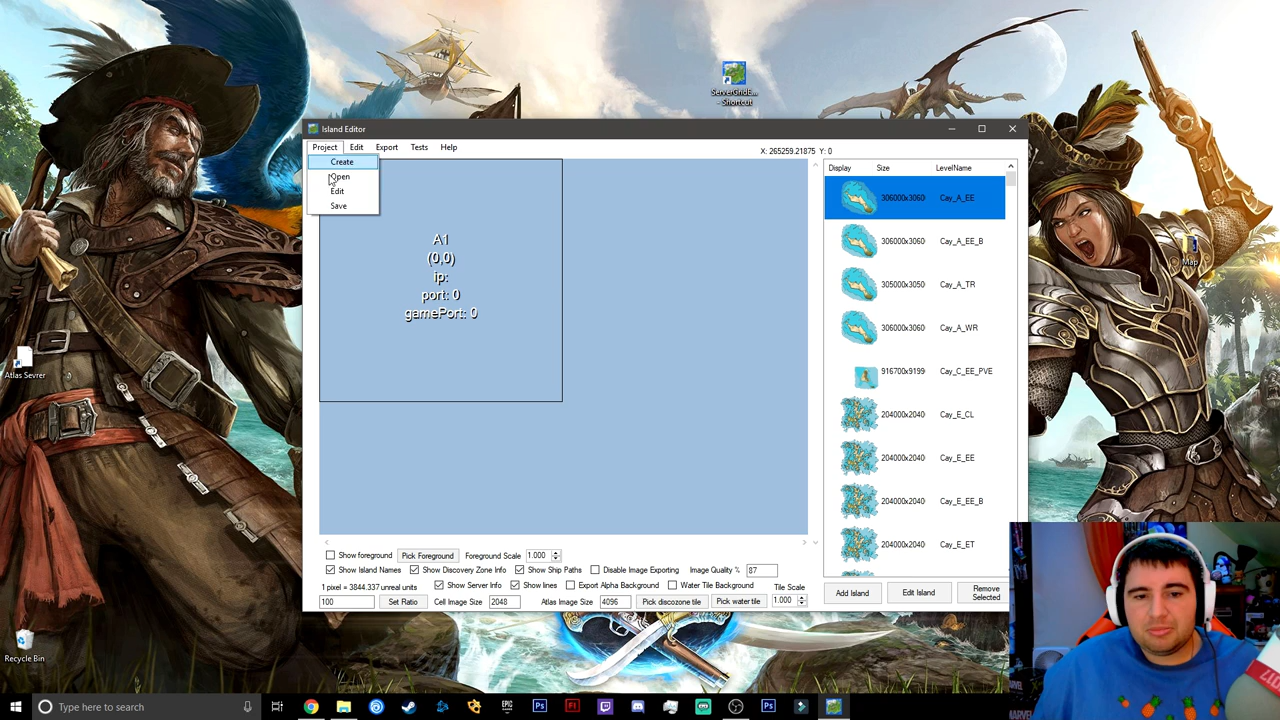 ServerGridE...
- Shortcut
Island Editor
Project Edit Export Tests Help
X: 265259.21875 Y: 0
Create
Open
Edit
Save
A1
(0,0)
ip:
port: 0
gamePort: 0
Display Size LevelName
306000x3060 Cay_A_EE
306000x3060 Cay_A_EE_B
305000x3050 Cay_A_TR
306000x3060 Cay_A_WR
916700x9199 Cay_C_EE_PVE
204000x2040 Cay_E_CL
204000x2040 Cay_E_EE
204000x2040 Cay_E_EE_B
204000x2040 Cay_E_ET
Map
Atlas Sevrer
Recycle Bin
Show foreground Pick Foreground Foreground Scale 1.000
Show Island Names Show Discovery Zone Info Show Ship Paths Disable Image Exporting Image Quality % 87
1 pixel = 3844.337 unreal units Show Server Info Show lines Export Alpha Background Water Tile Background Tile Scale
100 Set Ratio Cell Image Size 2048 Atlas Image Size 4096 Pick discozone tile Pick water tile 1.000
Add Island Edit Island Remove
Selected
Type here to search
EPIC